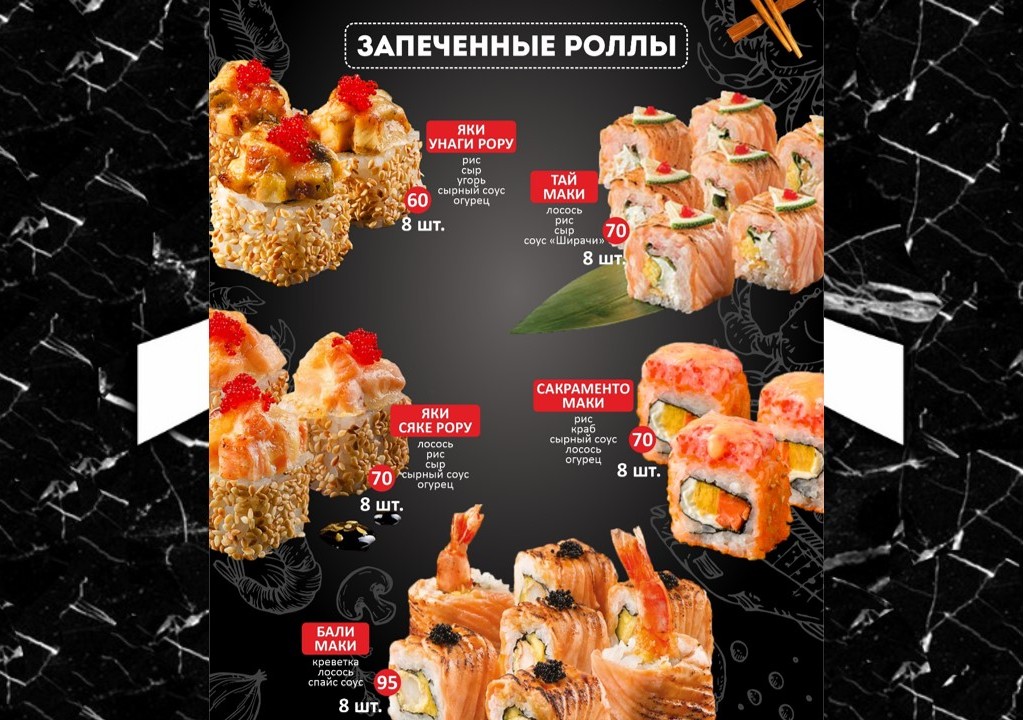 ЗАПЕЧЕННЫЕ РОЛЛЫ
ЯКИ
УНАГИ РОРУ
рис
сыр
угорь
сырный соус
огурец
60
8 шт.
ТАЙ
МАКИ
лосось
рис
сыр
соус «Ширачи»
70
8 шт.
ЯКИ
СЯКЕ РОРУ
лосось
рис
сыр
сырный соус
огурец
70
8 шт.
САКРАМЕНТО
МАКИ
рис
краб
сырный соус
лосось
огурец
70
8 шт.
БАЛИ
МАКИ
креветка
лосось
спайс соус
95
8 шт.